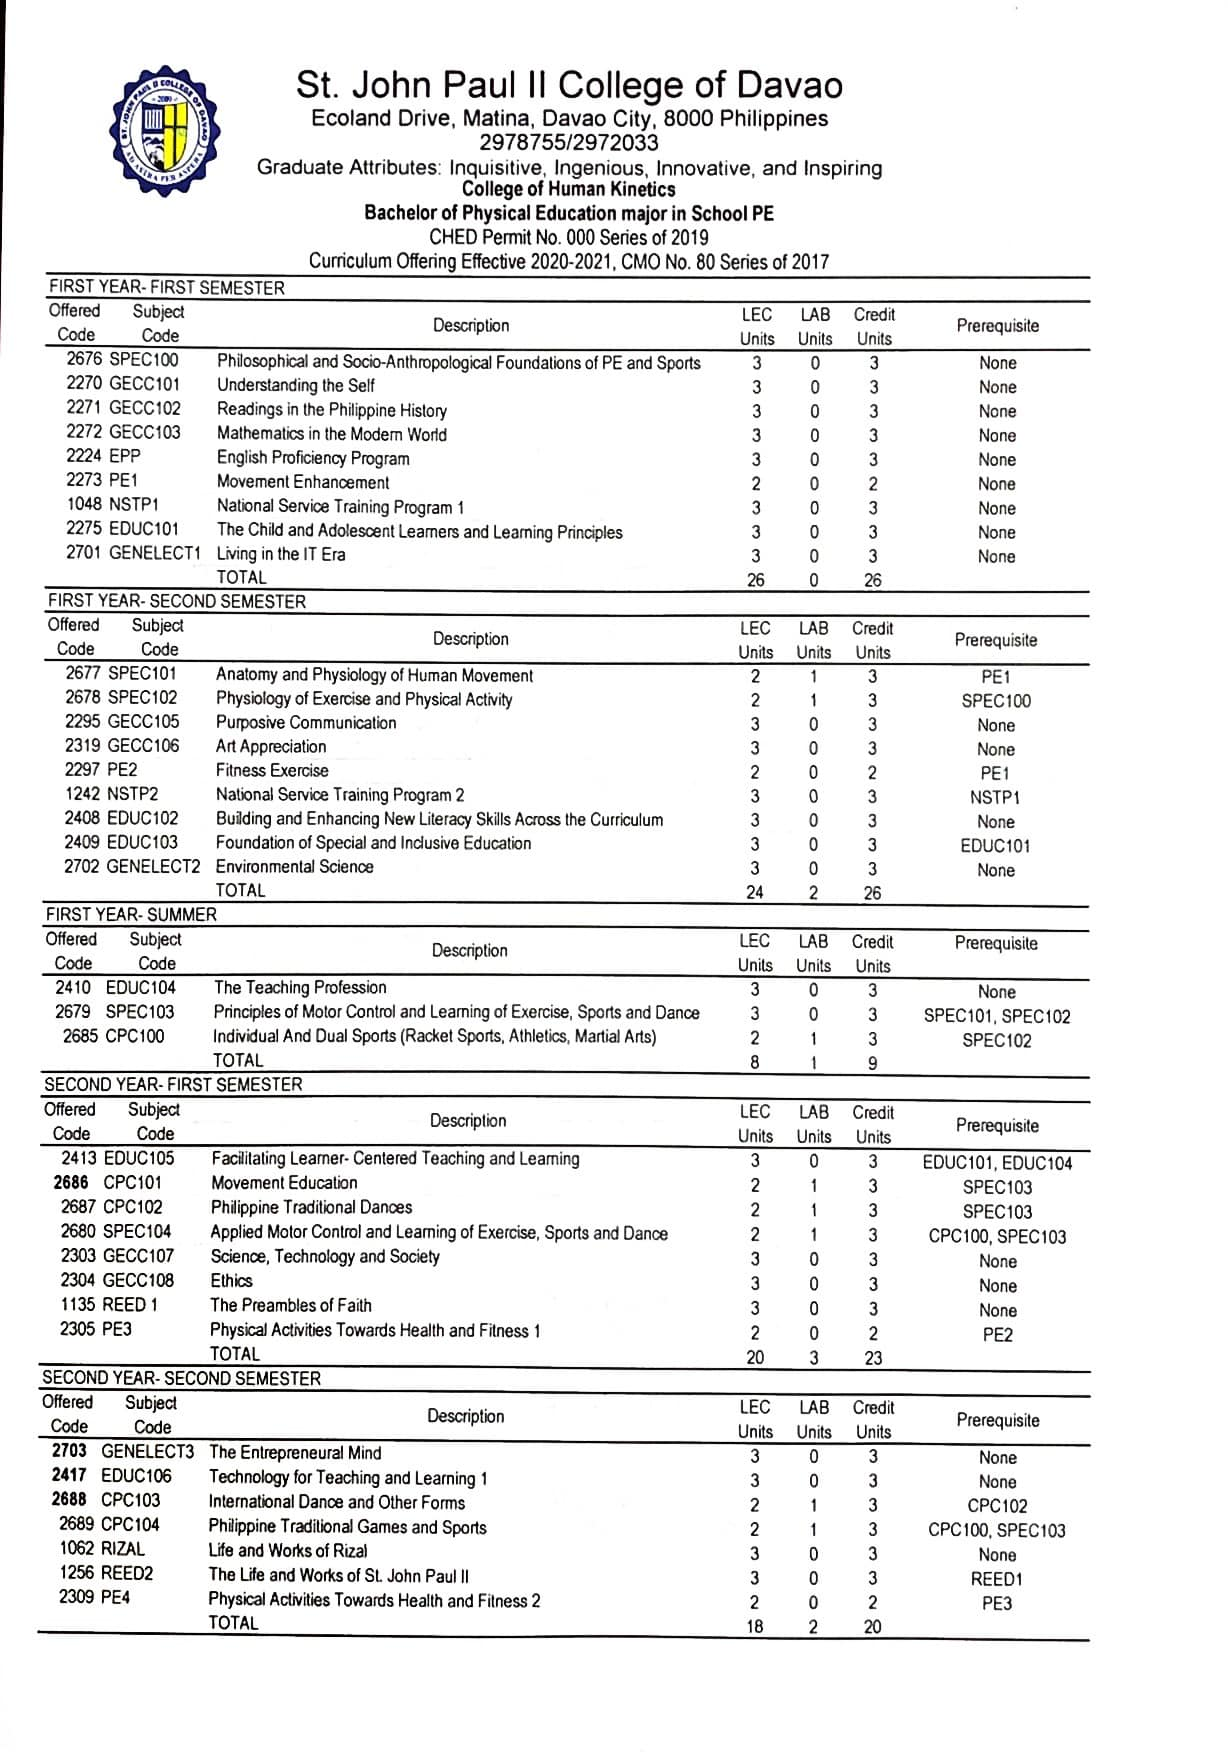 ST. JOHN PAUL II COLLEGE OF DAVAO
AD ASTRA PER ASPERA
St. John Paul II College of Davao
Ecoland Drive, Matina, Davao City, 8000 Philippines
2978755/2972033
Graduate Attributes: Inquisitive, Ingenious, Innovative, and Inspiring
College of Human Kinetics
Bachelor of Physical Education major in School PE
CHED Permit No. 000 Series of 2019
Curriculum Offering Effective 2020-2021, CMO No. 80 Series of 2017
FIRST YEAR- FIRST SEMESTER
Offered Code Subject Code Description LEC Units LAB Units Credit Units Prerequisite
2676 SPEC100 Philosophical and Socio-Anthropological Foundations of PE and Sports 3 0 3 None
2270 GECC101 Understanding the Self 3 0 3 None
2271 GECC102 Readings in the Philippine History 3 0 3 None
2272 GECC103 Mathematics in the Modern World 3 0 3 None
2224 EPP English Proficiency Program 3 0 3 None
2273 PE1 Movement Enhancement 2 0 2 None
1048 NSTP1 National Service Training Program 1 3 0 3 None
2275 EDUC101 The Child and Adolescent Learners and Learning Principles 3 0 3 None
2701 GENELECT1 Living in the IT Era 3 0 3 None
TOTAL 26 0 26
FIRST YEAR- SECOND SEMESTER
Offered Code Subject Code Description LEC Units LAB Units Credit Units Prerequisite
2677 SPEC101 Anatomy and Physiology of Human Movement 2 1 3 PE1
2678 SPEC102 Physiology of Exercise and Physical Activity 2 1 3 SPEC100
2295 GECC105 Purposive Communication 3 0 3 None
2319 GECC106 Art Appreciation 3 0 3 None
2297 PE2 Fitness Exercise 2 0 2 PE1
1242 NSTP2 National Service Training Program 2 3 0 3 NSTP1
2408 EDUC102 Building and Enhancing New Literacy Skills Across the Curriculum 3 0 3 None
2409 EDUC103 Foundation of Special and Inclusive Education 3 0 3 EDUC101
2702 GENELECT2 Environmental Science 3 0 3 None
TOTAL 24 2 26
FIRST YEAR- SUMMER
Offered Code Subject Code Description LEC Units LAB Units Credit Units Prerequisite
2410 EDUC104 The Teaching Profession 3 0 3 None
2679 SPEC103 Principles of Motor Control and Learning of Exercise, Sports and Dance 3 0 3 SPEC101, SPEC102
2685 CPC100 Individual And Dual Sports (Racket Sports, Athletics, Martial Arts) 2 1 3 SPEC102
TOTAL 8 1 9
SECOND YEAR- FIRST SEMESTER
Offered Code Subject Code Description LEC Units LAB Units Credit Units Prerequisite
2413 EDUC105 Facilitating Learner- Centered Teaching and Learning 3 0 3 EDUC101, EDUC104
2686 CPC101 Movement Education 2 1 3 SPEC103
2687 CPC102 Philippine Traditional Dances 2 1 3 SPEC103
2680 SPEC104 Applied Motor Control and Learning of Exercise, Sports and Dance 2 1 3 CPC100, SPEC103
2303 GECC107 Science, Technology and Society 3 0 3 None
2304 GECC108 Ethics 3 0 3 None
1135 REED 1 The Preambles of Faith 3 0 3 None
2305 PE3 Physical Activities Towards Health and Fitness 1 2 0 2 PE2
TOTAL 20 3 23
SECOND YEAR- SECOND SEMESTER
Offered Code Subject Code Description LEC Units LAB Units Credit Units Prerequisite
2703 GENELECT3 The Entrepreneural Mind 3 0 3 None
2417 EDUC106 Technology for Teaching and Learning 1 3 0 3 None
2688 CPC103 International Dance and Other Forms 2 1 3 CPC102
2689 CPC104 Philippine Traditional Games and Sports 2 1 3 CPC100, SPEC103
1062 RIZAL Life and Works of Rizal 3 0 3 None
1256 REED2 The Life and Works of St. John Paul II 3 0 3 REED1
2309 PE4 Physical Activities Towards Health and Fitness 2 2 0 2 PE3
TOTAL 18 2 20